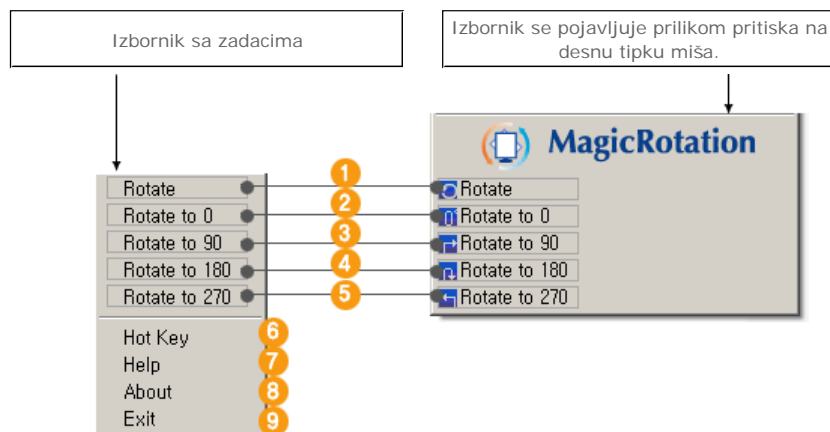 Izbornik sa zadacima
Izbornik se pojavljuje prilikom pritiska na
desnu tipku miša.
MagicRotation
Rotate
Rotate to 0
Rotate to 90
Rotate to 180
Rotate to 270
Hot Key
Help
About
Exit
1
2
3
4
5
6
7
8
9
Rotate
Rotate to 0
Rotate to 90
Rotate to 180
Rotate to 270